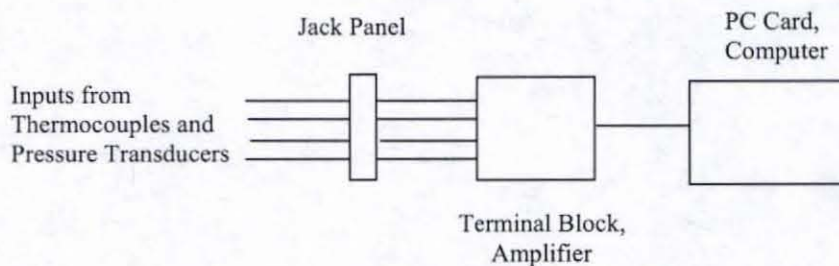 Jack Panel
PC Card,
Computer
Inputs from
Thermocouples and
Pressure Transducers
Terminal Block,
Amplifier